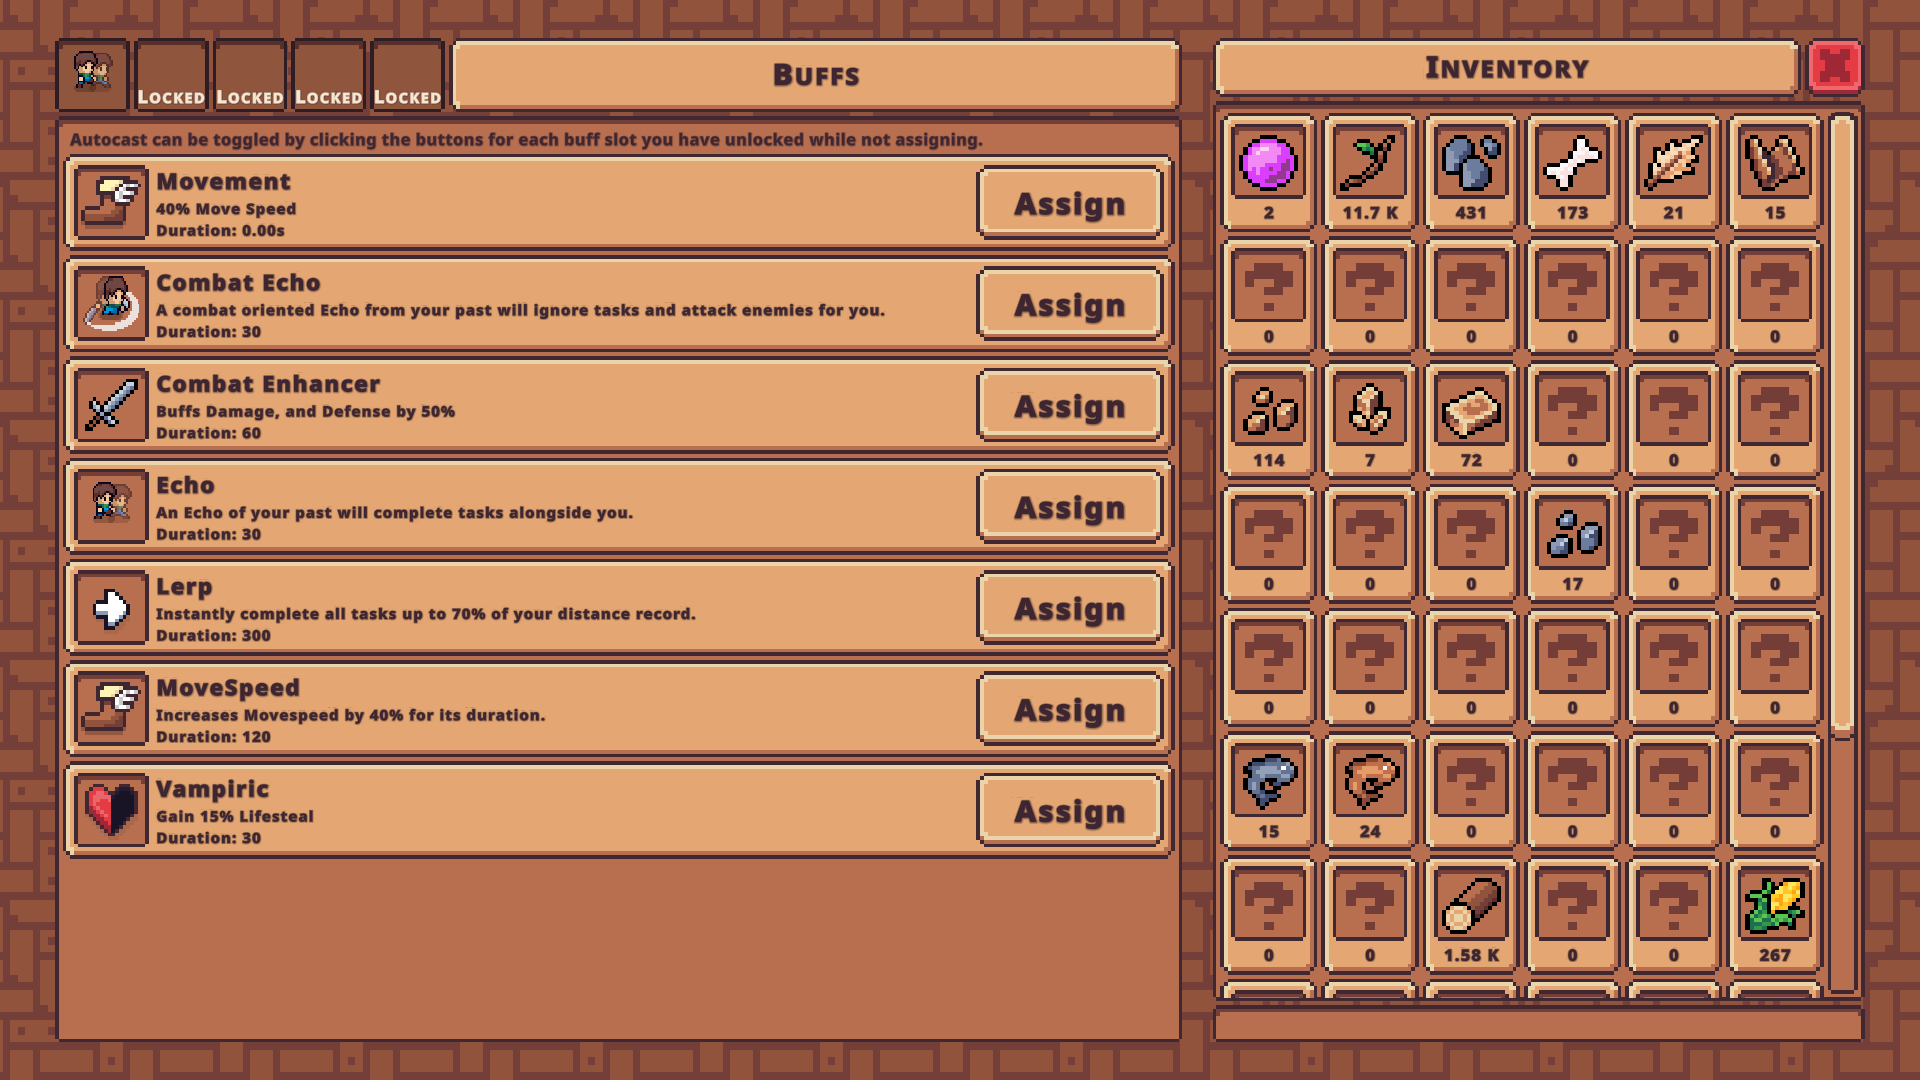 LOCKED LOCKED LOCKED LOCKED
BUFFS
Autocast can be toggled by clicking the buttons for each buff slot you have unlocked while not assigning.
Movement
40% Move Speed
Duration: 0.00s
Assign
Combat Echo
A combat oriented Echo from your past will ignore tasks and attack enemies for you.
Duration: 30
Assign
Combat Enhancer
Buffs Damage, and Defense by 50%
Duration: 60
Assign
Echo
An Echo of your past will complete tasks alongside you.
Duration: 30
Assign
Lerp
Instantly complete all tasks up to 70% of your distance record.
Duration: 300
Assign
MoveSpeed
Increases Movespeed by 40% for its duration.
Duration: 120
Assign
Vampiric
Gain 15% Lifesteal
Duration: 30
Assign
INVENTORY
2 11.7 K 431 173 21 15
? ? ? ? ? ?
0 0 0 0 0 0
? ? ?
114 7 72 0 0 0
? ? ? ? ?
0 0 0 17 0 0
? ? ? ? ? ?
0 0 0 0 0 0
? ? ? ?
15 24 0 0 0 0
? ? ? ?
0 0 1.58 K 0 0 267